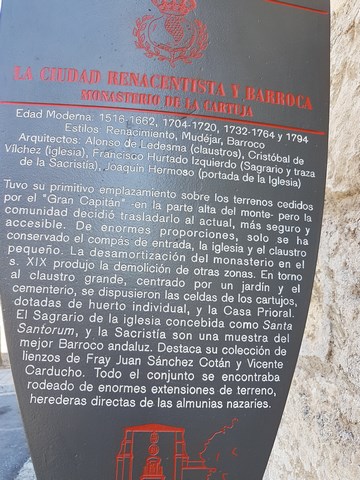 LA CIUDAD RENACENTISTA Y BARROCA
MONASTERIO DE LA CARTUJA
Edad Moderna: 1516-1662, 1704-1720, 1732-1764 y 1794
Estilos: Renacimiento, Mudéjar, Barroco
Arquitectos: Alonso de Ledesma (claustros), Cristóbal de
Vílchez (iglesia), Francisco Hurtado Izquierdo (Sagrario y traza
de la Sacristía), Joaquín Hermoso (portada de la Iglesia)
Tuvo su primitivo emplazamiento sobre los terrenos cedidos
por el "Gran Capitán" -en la parte alta del monte- pero la
comunidad decidió trasladarlo al actual, más seguro y
accesible. De enormes proporciones, solo se ha
conservado el compás de entrada, la iglesia y el claustro
pequeño. La desamortización del monasterio en el
s. XIX produjo la demolición de otras zonas. En torno
al claustro grande, centrado por un jardín y el
cementerio, se dispusieron las celdas de los cartujos,
dotadas de huerto individual, y la Casa Prioral.
El Sagrario de la iglesia concebida como Santa
Santorum, y la Sacristía son una muestra del
mejor Barroco andaluz. Destaca su colección de
lienzos de Fray Juan Sánchez Cotán y Vicente
Carducho. Todo el conjunto se encontraba
rodeado de enormes extensiones de terreno,
herederas directas de las almunias nazaríes.